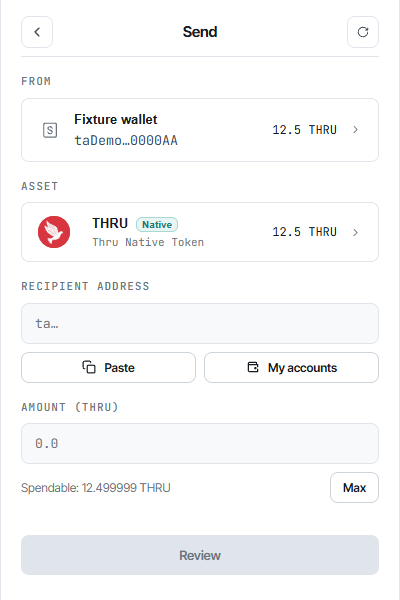 Send
FROM
S
Fixture wallet
taDemo…0000AA
12.5 THRU
ASSET
THRU Native
Thru Native Token
12.5 THRU
RECIPIENT ADDRESS
ta…
Paste
My accounts
AMOUNT (THRU)
0.0
Spendable: 12.499999 THRU
Max
Review